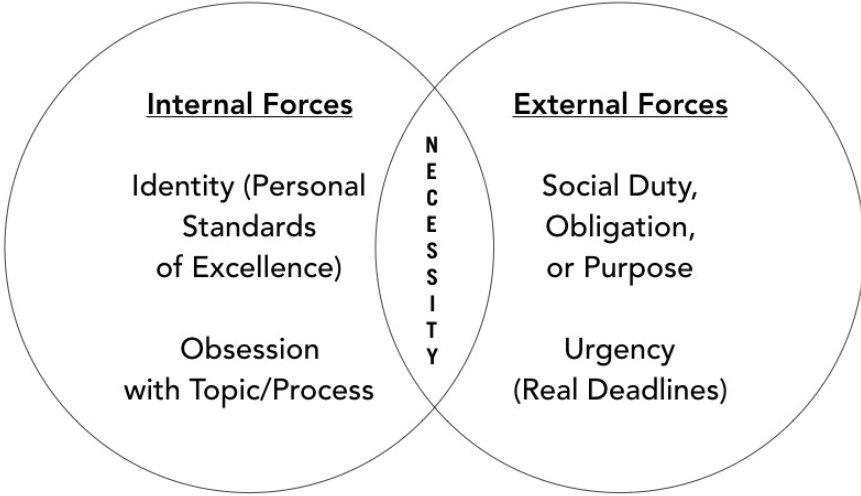 Internal Forces
Identity (Personal
Standards
of Excellence)
Obsession
with Topic/Process
NECESSITY
External Forces
Social Duty,
Obligation,
or Purpose
Urgency
(Real Deadlines)